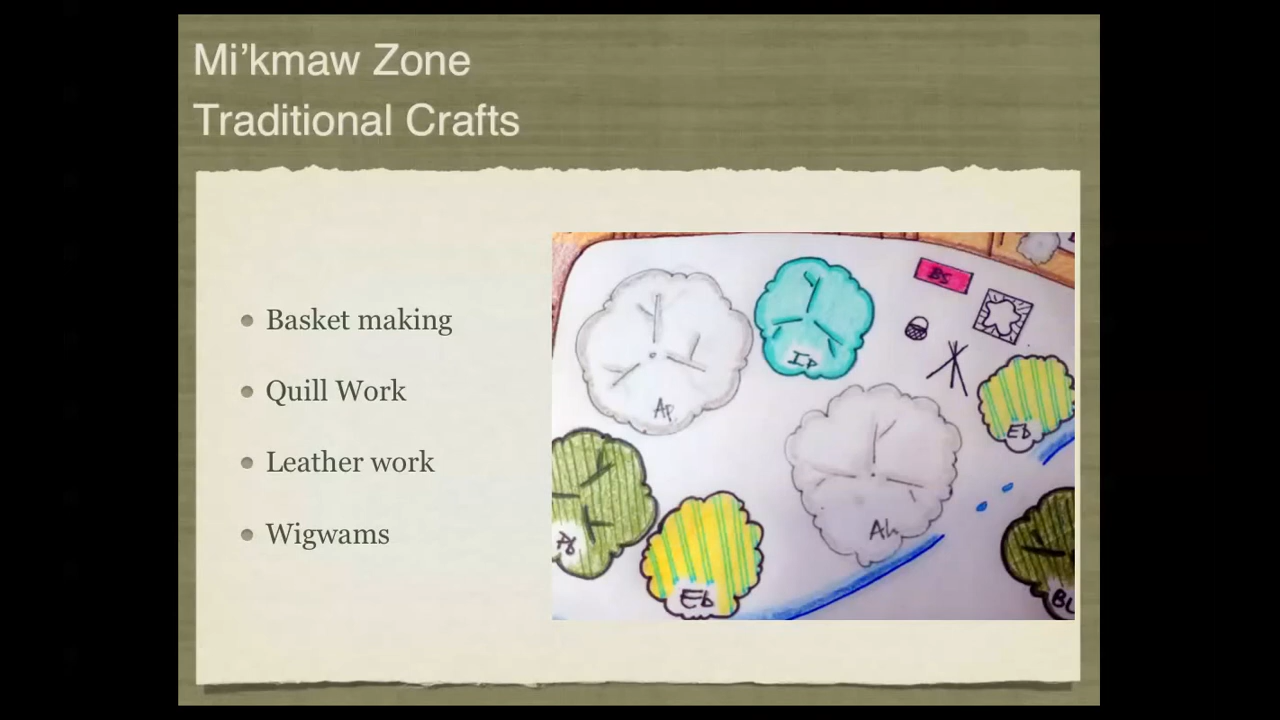 Mi’kmaw Zone
Traditional Crafts
Basket making
Quill Work
Leather work
Wigwams
BS
Ip
Ap
Eb
Ah
Eb